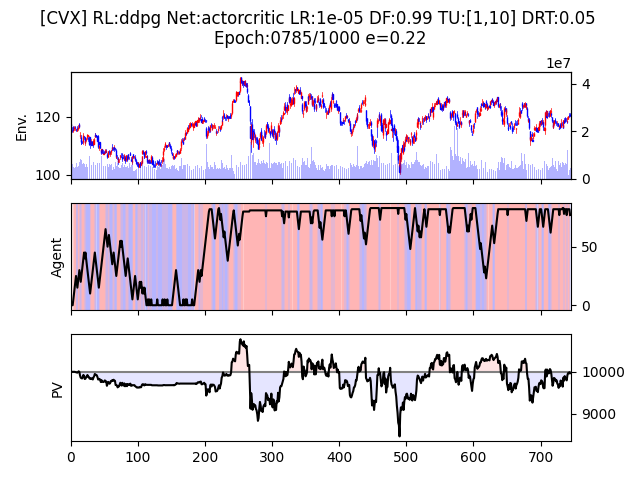 [CVX] RL:ddpg Net:actorcritic LR:1e-05 DF:0.99 TU:[1,10] DRT:0.05
Epoch:0785/1000 e=0.22
1e7
Env.
120
100
4
2
0
Agent
50
0
PV
10000
9000
0 100 200 300 400 500 600 700